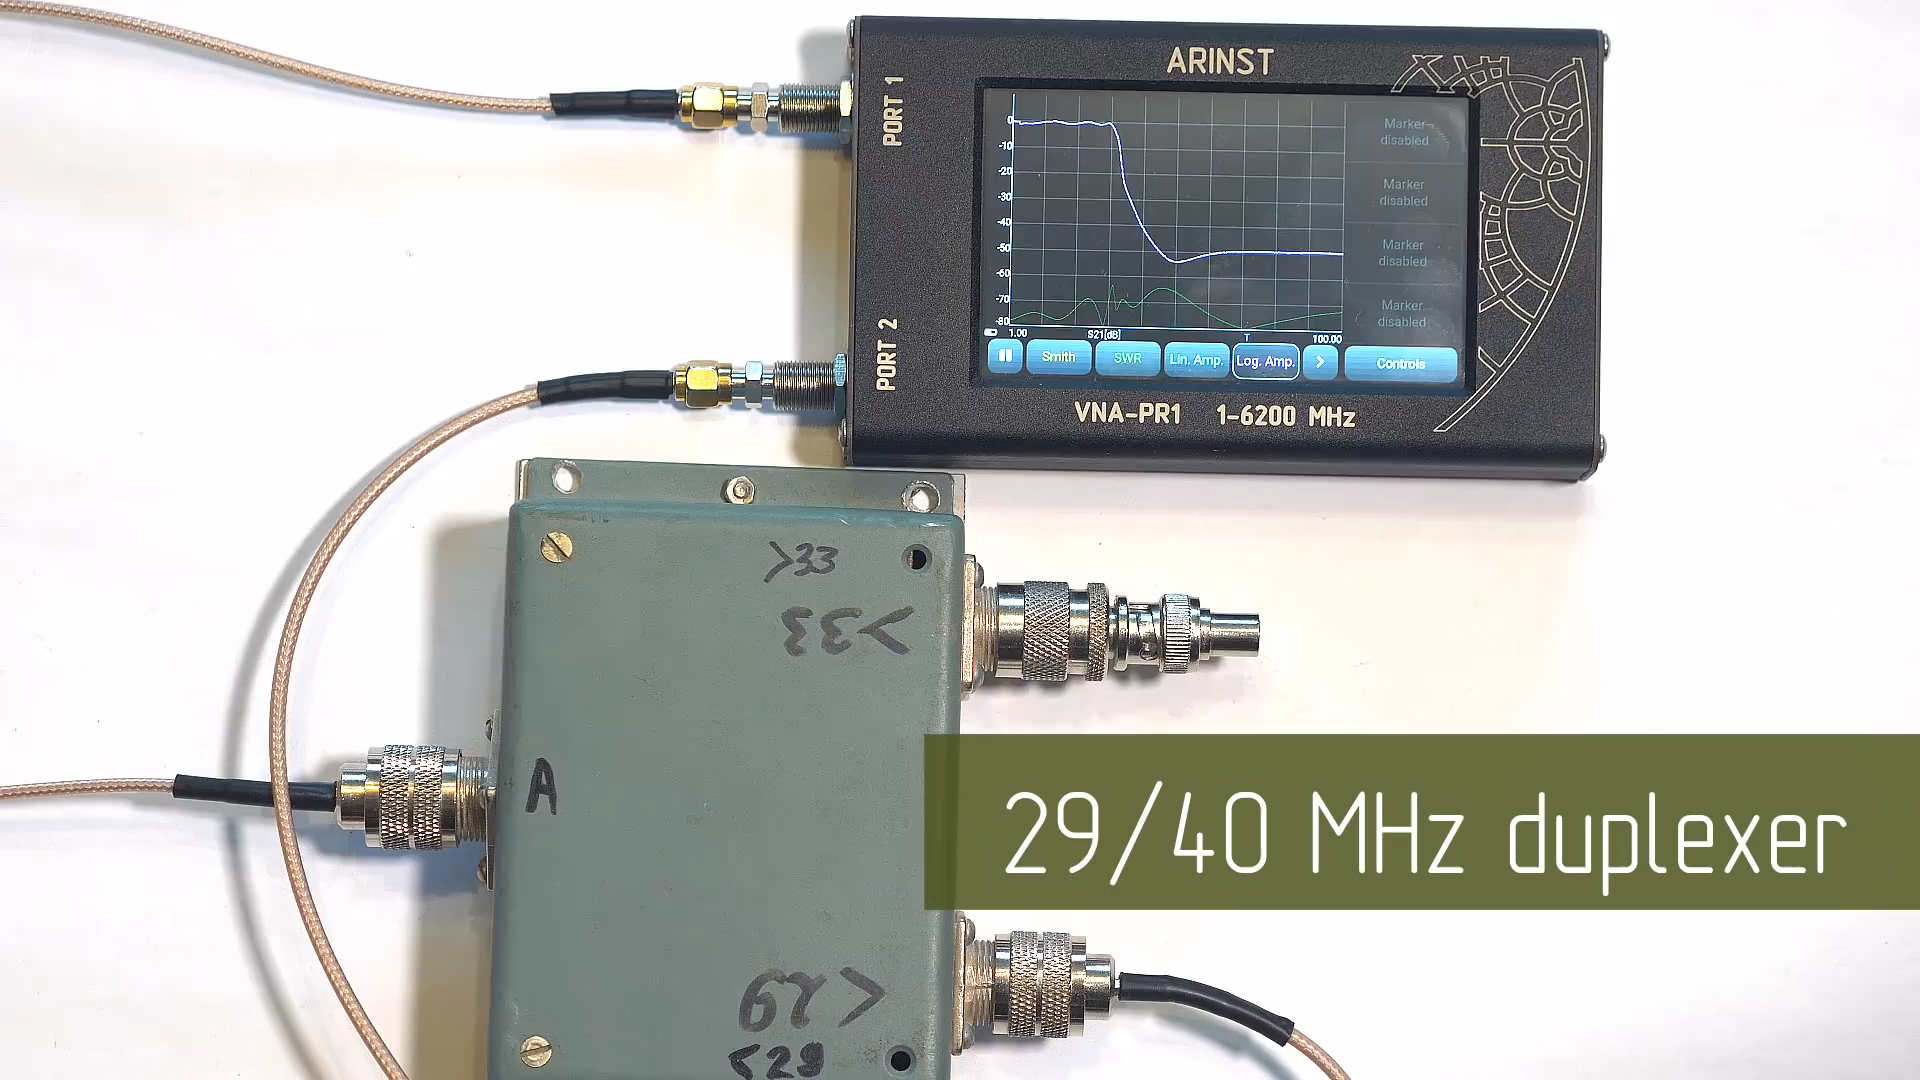 ARINST
PORT 1
PORT 2
0
-10
-20
-30
-40
-50
-60
-70
-80
1.00
S21[dB]
T
100.00
Marker
disabled
Marker
disabled
Marker
disabled
Marker
disabled
Smith
SWR
Lin. Amp.
Log. Amp.
>
Controls
VNA-PR1 1-6200 MHz
>33
>33
A
29/40 MHz duplexer
<29
<29